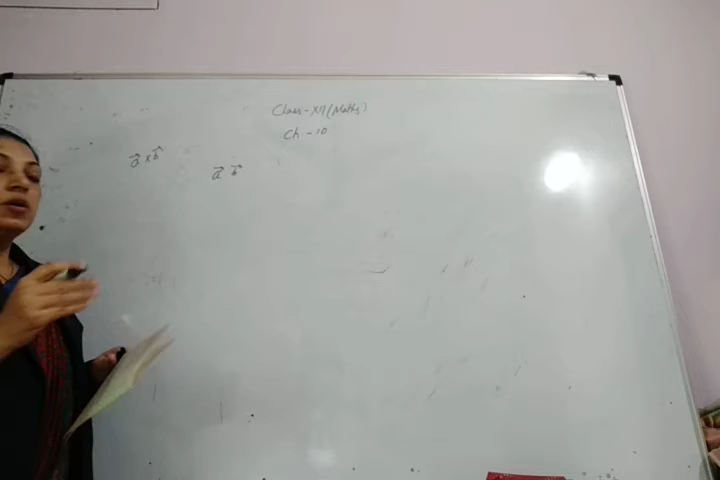 Class - XII (Maths)
Ch - 10
a⃗ × b⃗
a⃗ b⃗